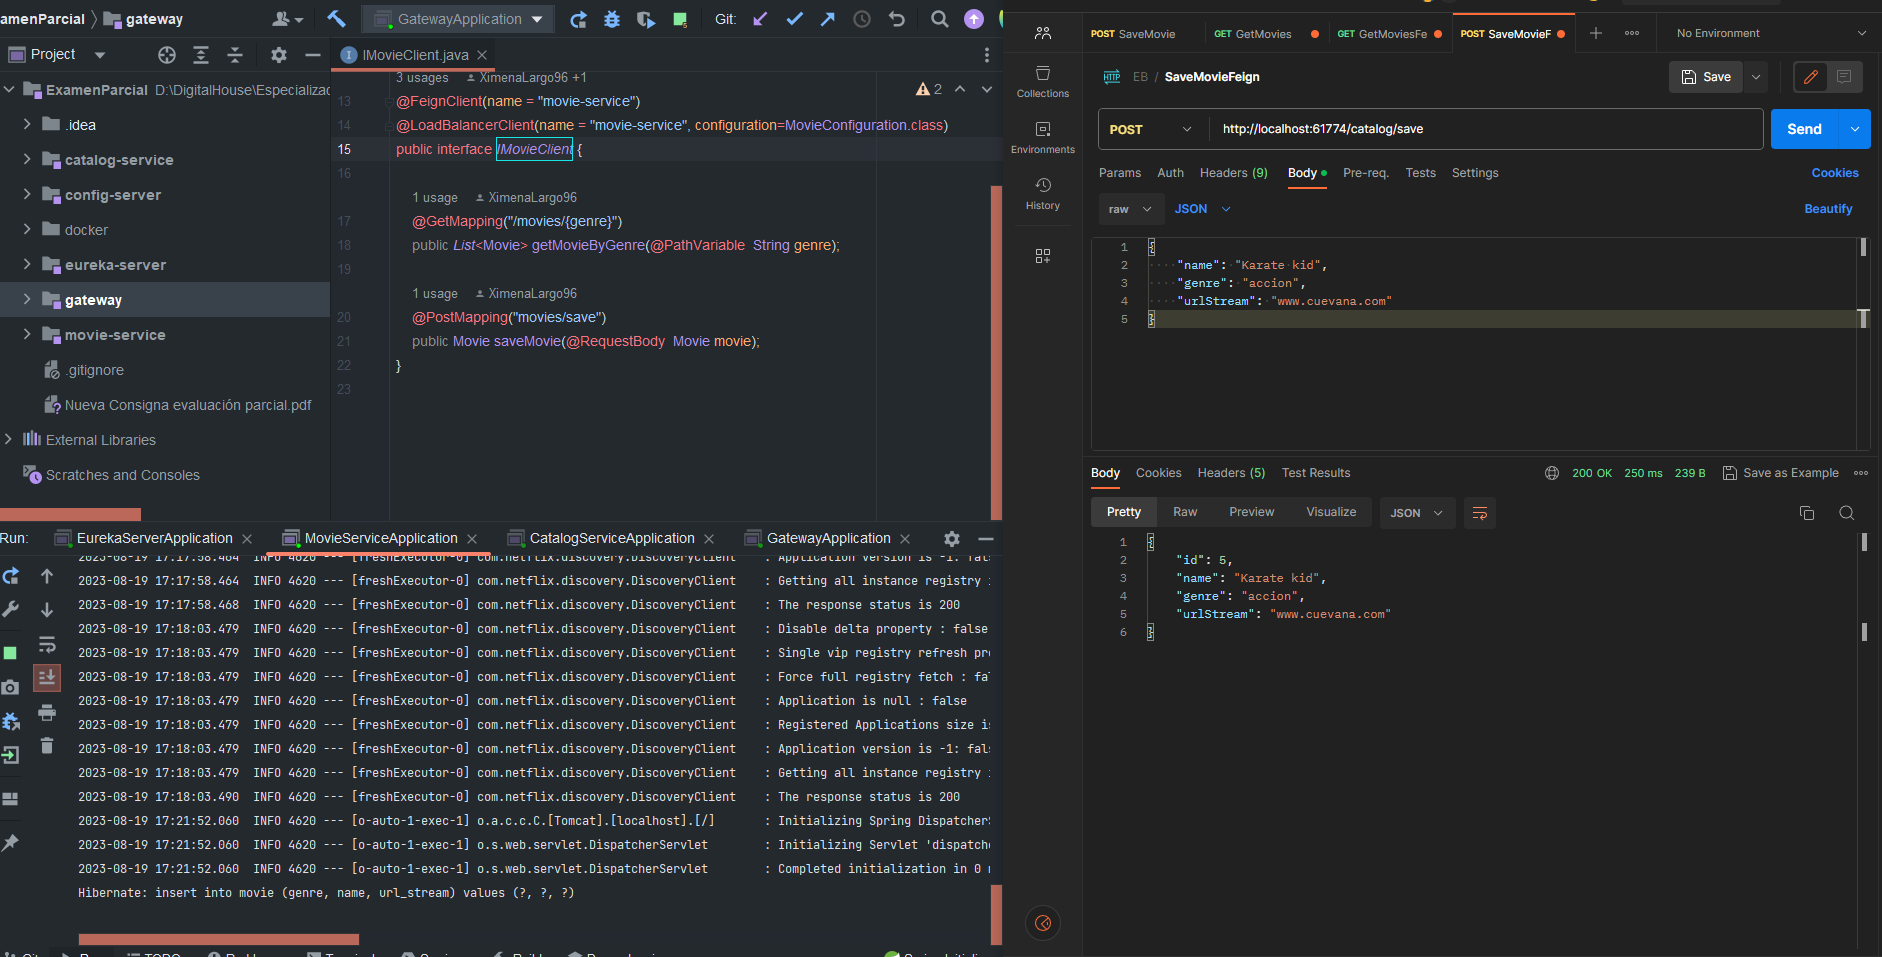 amenParcial
gateway
GatewayApplication
Git:
Project
IMovieClient.java
ExamenParcial D:\DigitalHouse\Especializac
.idea
catalog-service
config-server
docker
eureka-server
gateway
movie-service
.gitignore
Nueva Consigna evaluación parcial.pdf
External Libraries
Scratches and Consoles
3 usages XimenaLargo96 +1
2
13 @FeignClient(name = "movie-service")
14 @LoadBalancerClient(name = "movie-service", configuration=MovieConfiguration.class)
15 public interface IMovieClient {
16
1 usage XimenaLargo96
17 @GetMapping("/movies/{genre}")
18 public List<Movie> getMovieByGenre(@PathVariable String genre);
19
1 usage XimenaLargo96
20 @PostMapping("movies/save")
21 public Movie saveMovie(@RequestBody Movie movie);
22 }
23
Run: EurekaServerApplication MovieServiceApplication CatalogServiceApplication GatewayApplication
2023-08-19 17:17:58.464 INFO 4620 --- [freshExecutor-0] com.netflix.discovery.DiscoveryClient : Application version is -1: fals
2023-08-19 17:17:58.464 INFO 4620 --- [freshExecutor-0] com.netflix.discovery.DiscoveryClient : Getting all instance registry
2023-08-19 17:17:58.468 INFO 4620 --- [freshExecutor-0] com.netflix.discovery.DiscoveryClient : The response status is 200
2023-08-19 17:18:03.479 INFO 4620 --- [freshExecutor-0] com.netflix.discovery.DiscoveryClient : Disable delta property : false
2023-08-19 17:18:03.479 INFO 4620 --- [freshExecutor-0] com.netflix.discovery.DiscoveryClient : Single vip registry refresh pro
2023-08-19 17:18:03.479 INFO 4620 --- [freshExecutor-0] com.netflix.discovery.DiscoveryClient : Force full registry fetch : fal
2023-08-19 17:18:03.479 INFO 4620 --- [freshExecutor-0] com.netflix.discovery.DiscoveryClient : Application is null : false
2023-08-19 17:18:03.479 INFO 4620 --- [freshExecutor-0] com.netflix.discovery.DiscoveryClient : Registered Applications size is
2023-08-19 17:18:03.479 INFO 4620 --- [freshExecutor-0] com.netflix.discovery.DiscoveryClient : Application version is -1: fals
2023-08-19 17:18:03.479 INFO 4620 --- [freshExecutor-0] com.netflix.discovery.DiscoveryClient : Getting all instance registry
2023-08-19 17:18:03.490 INFO 4620 --- [freshExecutor-0] com.netflix.discovery.DiscoveryClient : The response status is 200
2023-08-19 17:21:52.060 INFO 4620 --- [o-auto-1-exec-1] o.a.c.c.C.[Tomcat].[localhost].[/] : Initializing Spring DispatcherS
2023-08-19 17:21:52.060 INFO 4620 --- [o-auto-1-exec-1] o.s.web.servlet.DispatcherServlet : Initializing Servlet 'dispatche
2023-08-19 17:21:52.060 INFO 4620 --- [o-auto-1-exec-1] o.s.web.servlet.DispatcherServlet : Completed initialization in 0 m
Hibernate: insert into movie (genre, name, url_stream) values (?, ?, ?)
Collections
Environments
History
POST SaveMovie
GET GetMovies
GET GetMoviesFe
POST SaveMovieF
No Environment
HTTP EB / SaveMovieFeign
Save
POST http://localhost:61774/catalog/save
Send
Params Auth Headers (9) Body Pre-req. Tests Settings
Cookies
raw JSON
Beautify
1 {
2 "name": "Karate kid",
3 "genre": "accion",
4 "urlStream": "www.cuevana.com"
5 }
Body Cookies Headers (5) Test Results
200 OK 250 ms 239 B Save as Example
Pretty Raw Preview Visualize JSON
1 {
2 "id": 5,
3 "name": "Karate kid",
4 "genre": "accion",
5 "urlStream": "www.cuevana.com"
6 }